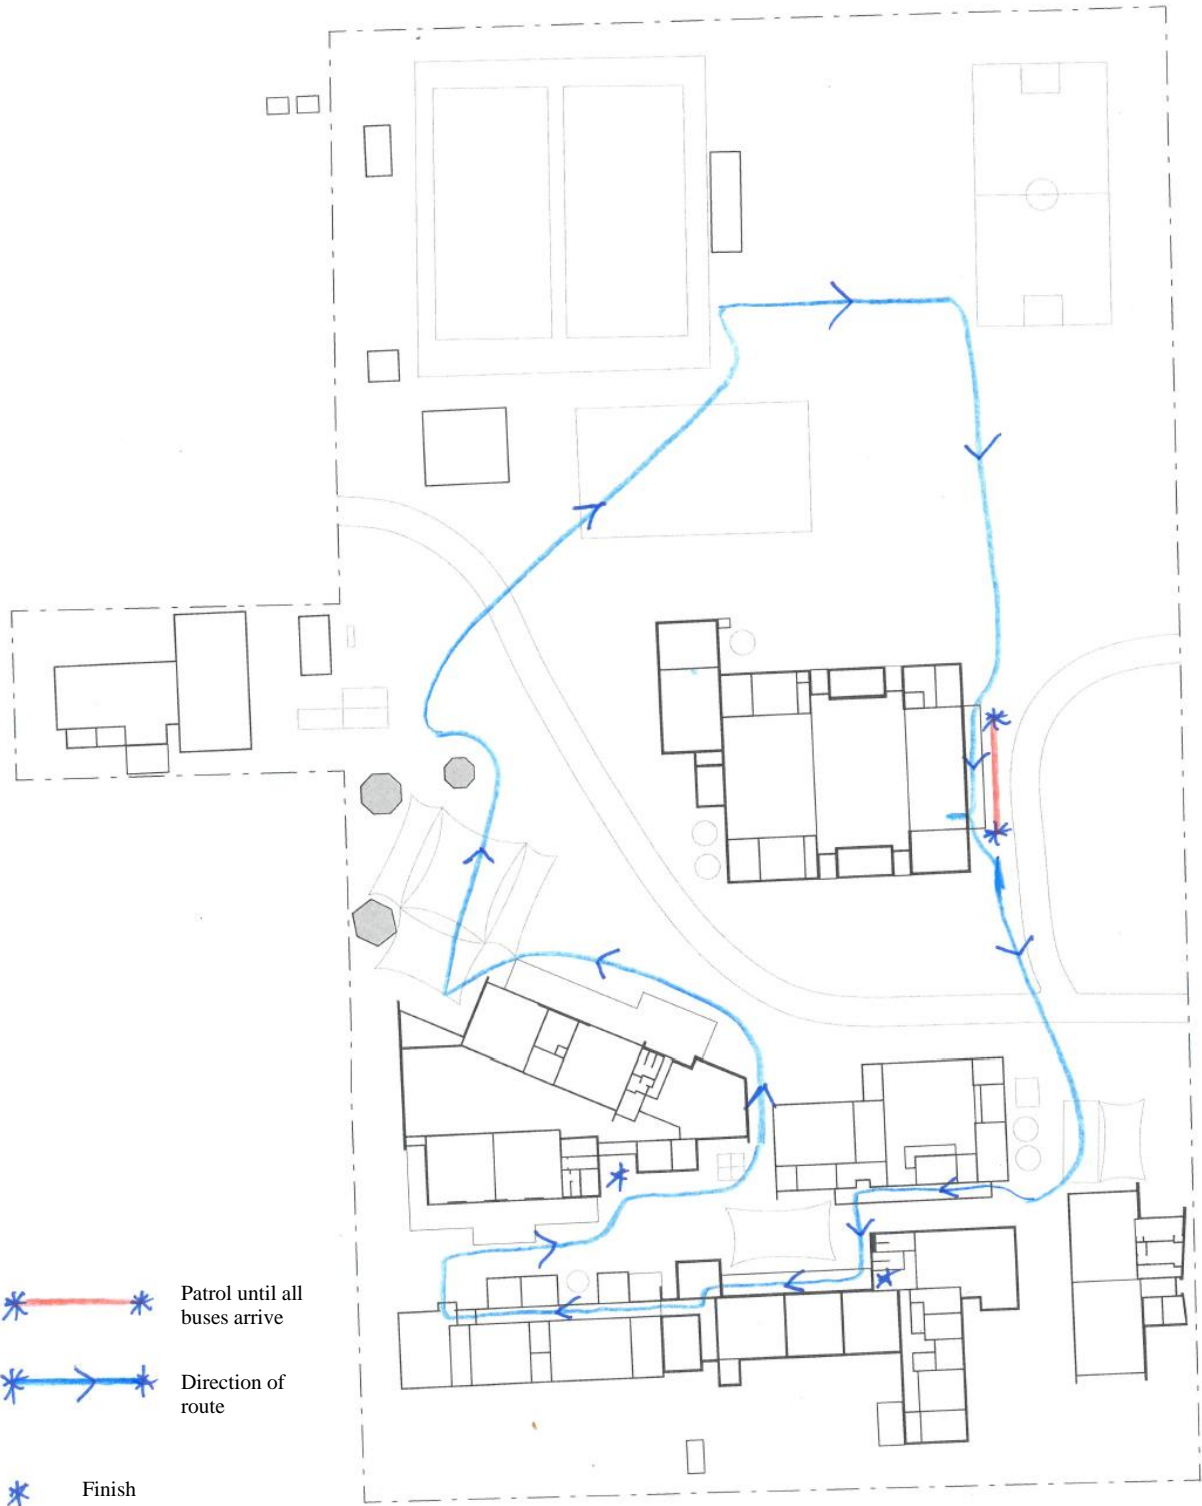 Patrol until all
buses arrive
Direction of
route
Finish